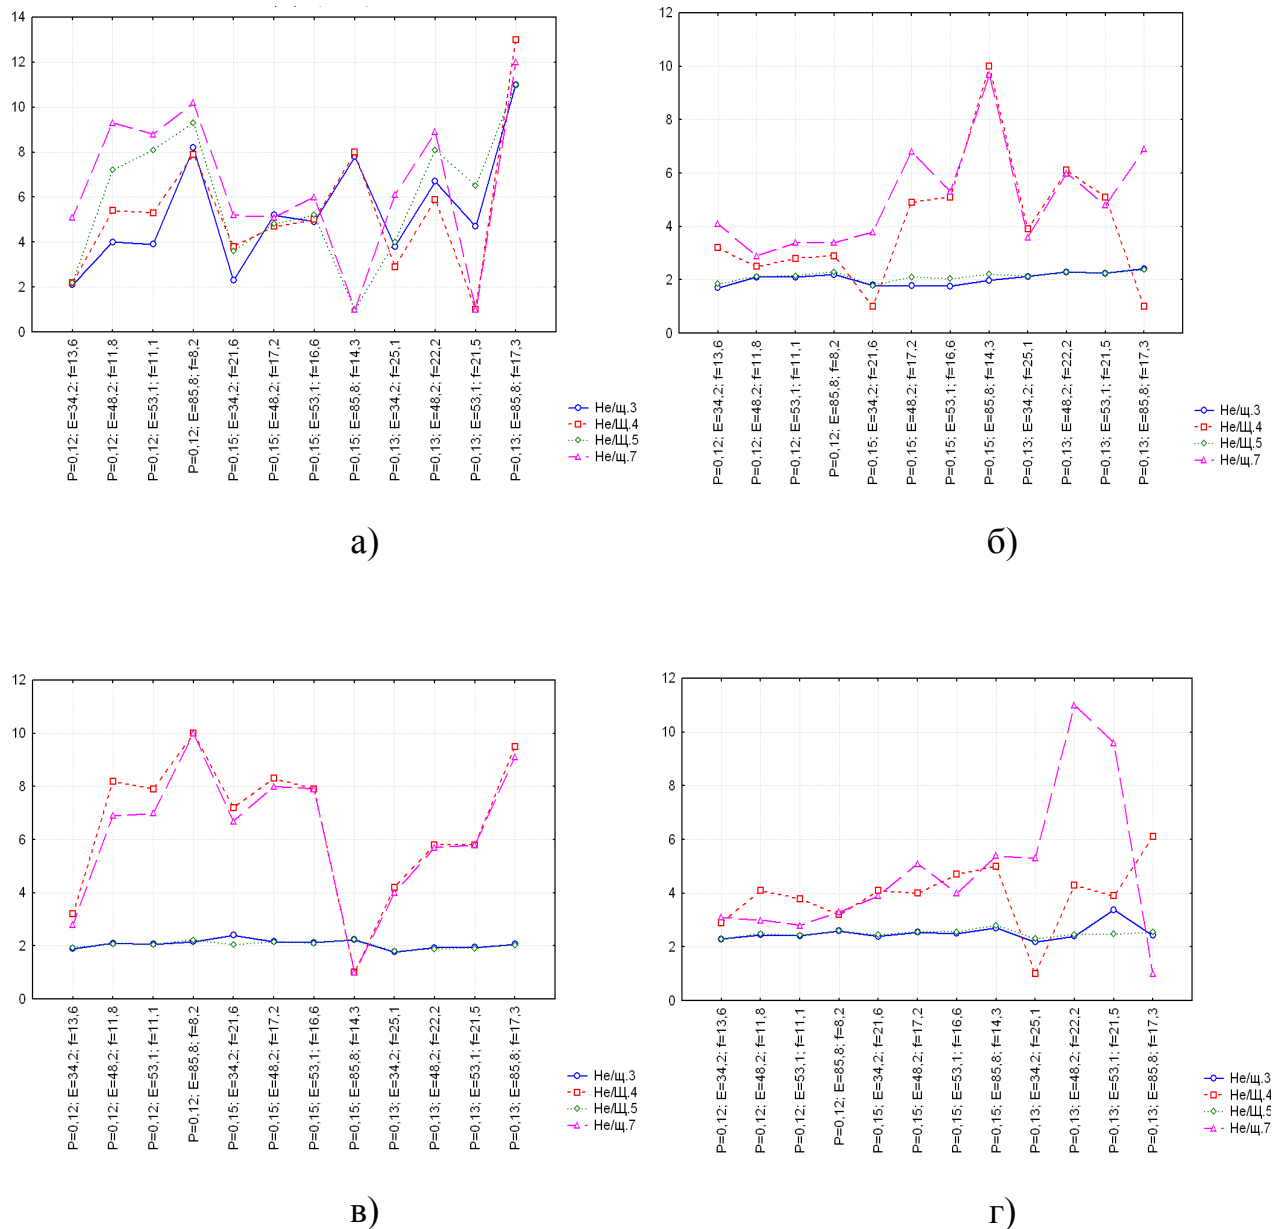 14
12
10
8
6
4
2
0
P=0,12; E=34,2; f=13,6
P=0,12; E=48,2; f=11,8
P=0,12; E=53,1; f=11,1
P=0,12; E=85,8; f=8,2
P=0,15; E=34,2; f=21,6
P=0,15; E=48,2; f=17,2
P=0,15; E=53,1; f=16,6
P=0,15; E=85,8; f=14,3
P=0,13; E=34,2; f=25,1
P=0,13; E=48,2; f=22,2
P=0,13; E=53,1; f=21,5
P=0,13; E=85,8; f=17,3
Не/щ.3
Не/Щ.4
Не/Щ.5
Не/щ.7
а)
12
10
8
6
4
2
0
P=0,12; E=34,2; f=13,6
P=0,12; E=48,2; f=11,8
P=0,12; E=53,1; f=11,1
P=0,12; E=85,8; f=8,2
P=0,15; E=34,2; f=21,6
P=0,15; E=48,2; f=17,2
P=0,15; E=53,1; f=16,6
P=0,15; E=85,8; f=14,3
P=0,13; E=34,2; f=25,1
P=0,13; E=48,2; f=22,2
P=0,13; E=53,1; f=21,5
P=0,13; E=85,8; f=17,3
Не/щ.3
Не/Щ.4
Не/Щ.5
Не/щ.7
б)
12
10
8
6
4
2
0
P=0,12; E=34,2; f=13,6
P=0,12; E=48,2; f=11,8
P=0,12; E=53,1; f=11,1
P=0,12; E=85,8; f=8,2
P=0,15; E=34,2; f=21,6
P=0,15; E=48,2; f=17,2
P=0,15; E=53,1; f=16,6
P=0,15; E=85,8; f=14,3
P=0,13; E=34,2; f=25,1
P=0,13; E=48,2; f=22,2
P=0,13; E=53,1; f=21,5
P=0,13; E=85,8; f=17,3
Не/щ.3
Не/Щ.4
Не/Щ.5
Не/щ.7
в)
12
10
8
6
4
2
0
P=0,12; E=34,2; f=13,6
P=0,12; E=48,2; f=11,8
P=0,12; E=53,1; f=11,1
P=0,12; E=85,8; f=8,2
P=0,15; E=34,2; f=21,6
P=0,15; E=48,2; f=17,2
P=0,15; E=53,1; f=16,6
P=0,15; E=85,8; f=14,3
P=0,13; E=34,2; f=25,1
P=0,13; E=48,2; f=22,2
P=0,13; E=53,1; f=21,5
P=0,13; E=85,8; f=17,3
Не/щ.3
Не/Щ.4
Не/Щ.5
Не/щ.7
г)